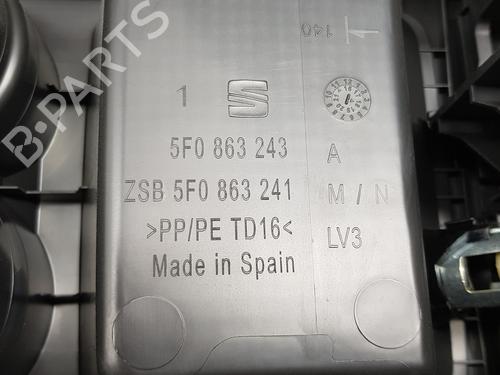 B-PARTS
140
1
5F0 863 243 A
ZSB 5F0 863 241 M / N
>PP/PE TD16< LV3
Made in Spain